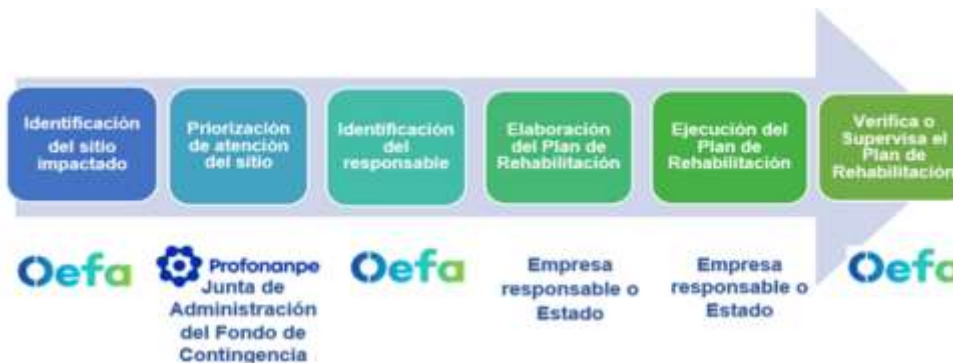 Identificación
del sitio
impactado
Priorización
de atención
del sitio
Identificación
del
responsable
Elaboración
del Plan de
Rehabilitación
Ejecución del
Plan de
Rehabilitación
Verifica o
Supervisa el
Plan de
Rehabilitación
Oefa
Profonanpe
Junta de
Administración
del Fondo de
Contingencia
Oefa
Empresa
responsable o
Estado
Empresa
responsable o
Estado
Oefa